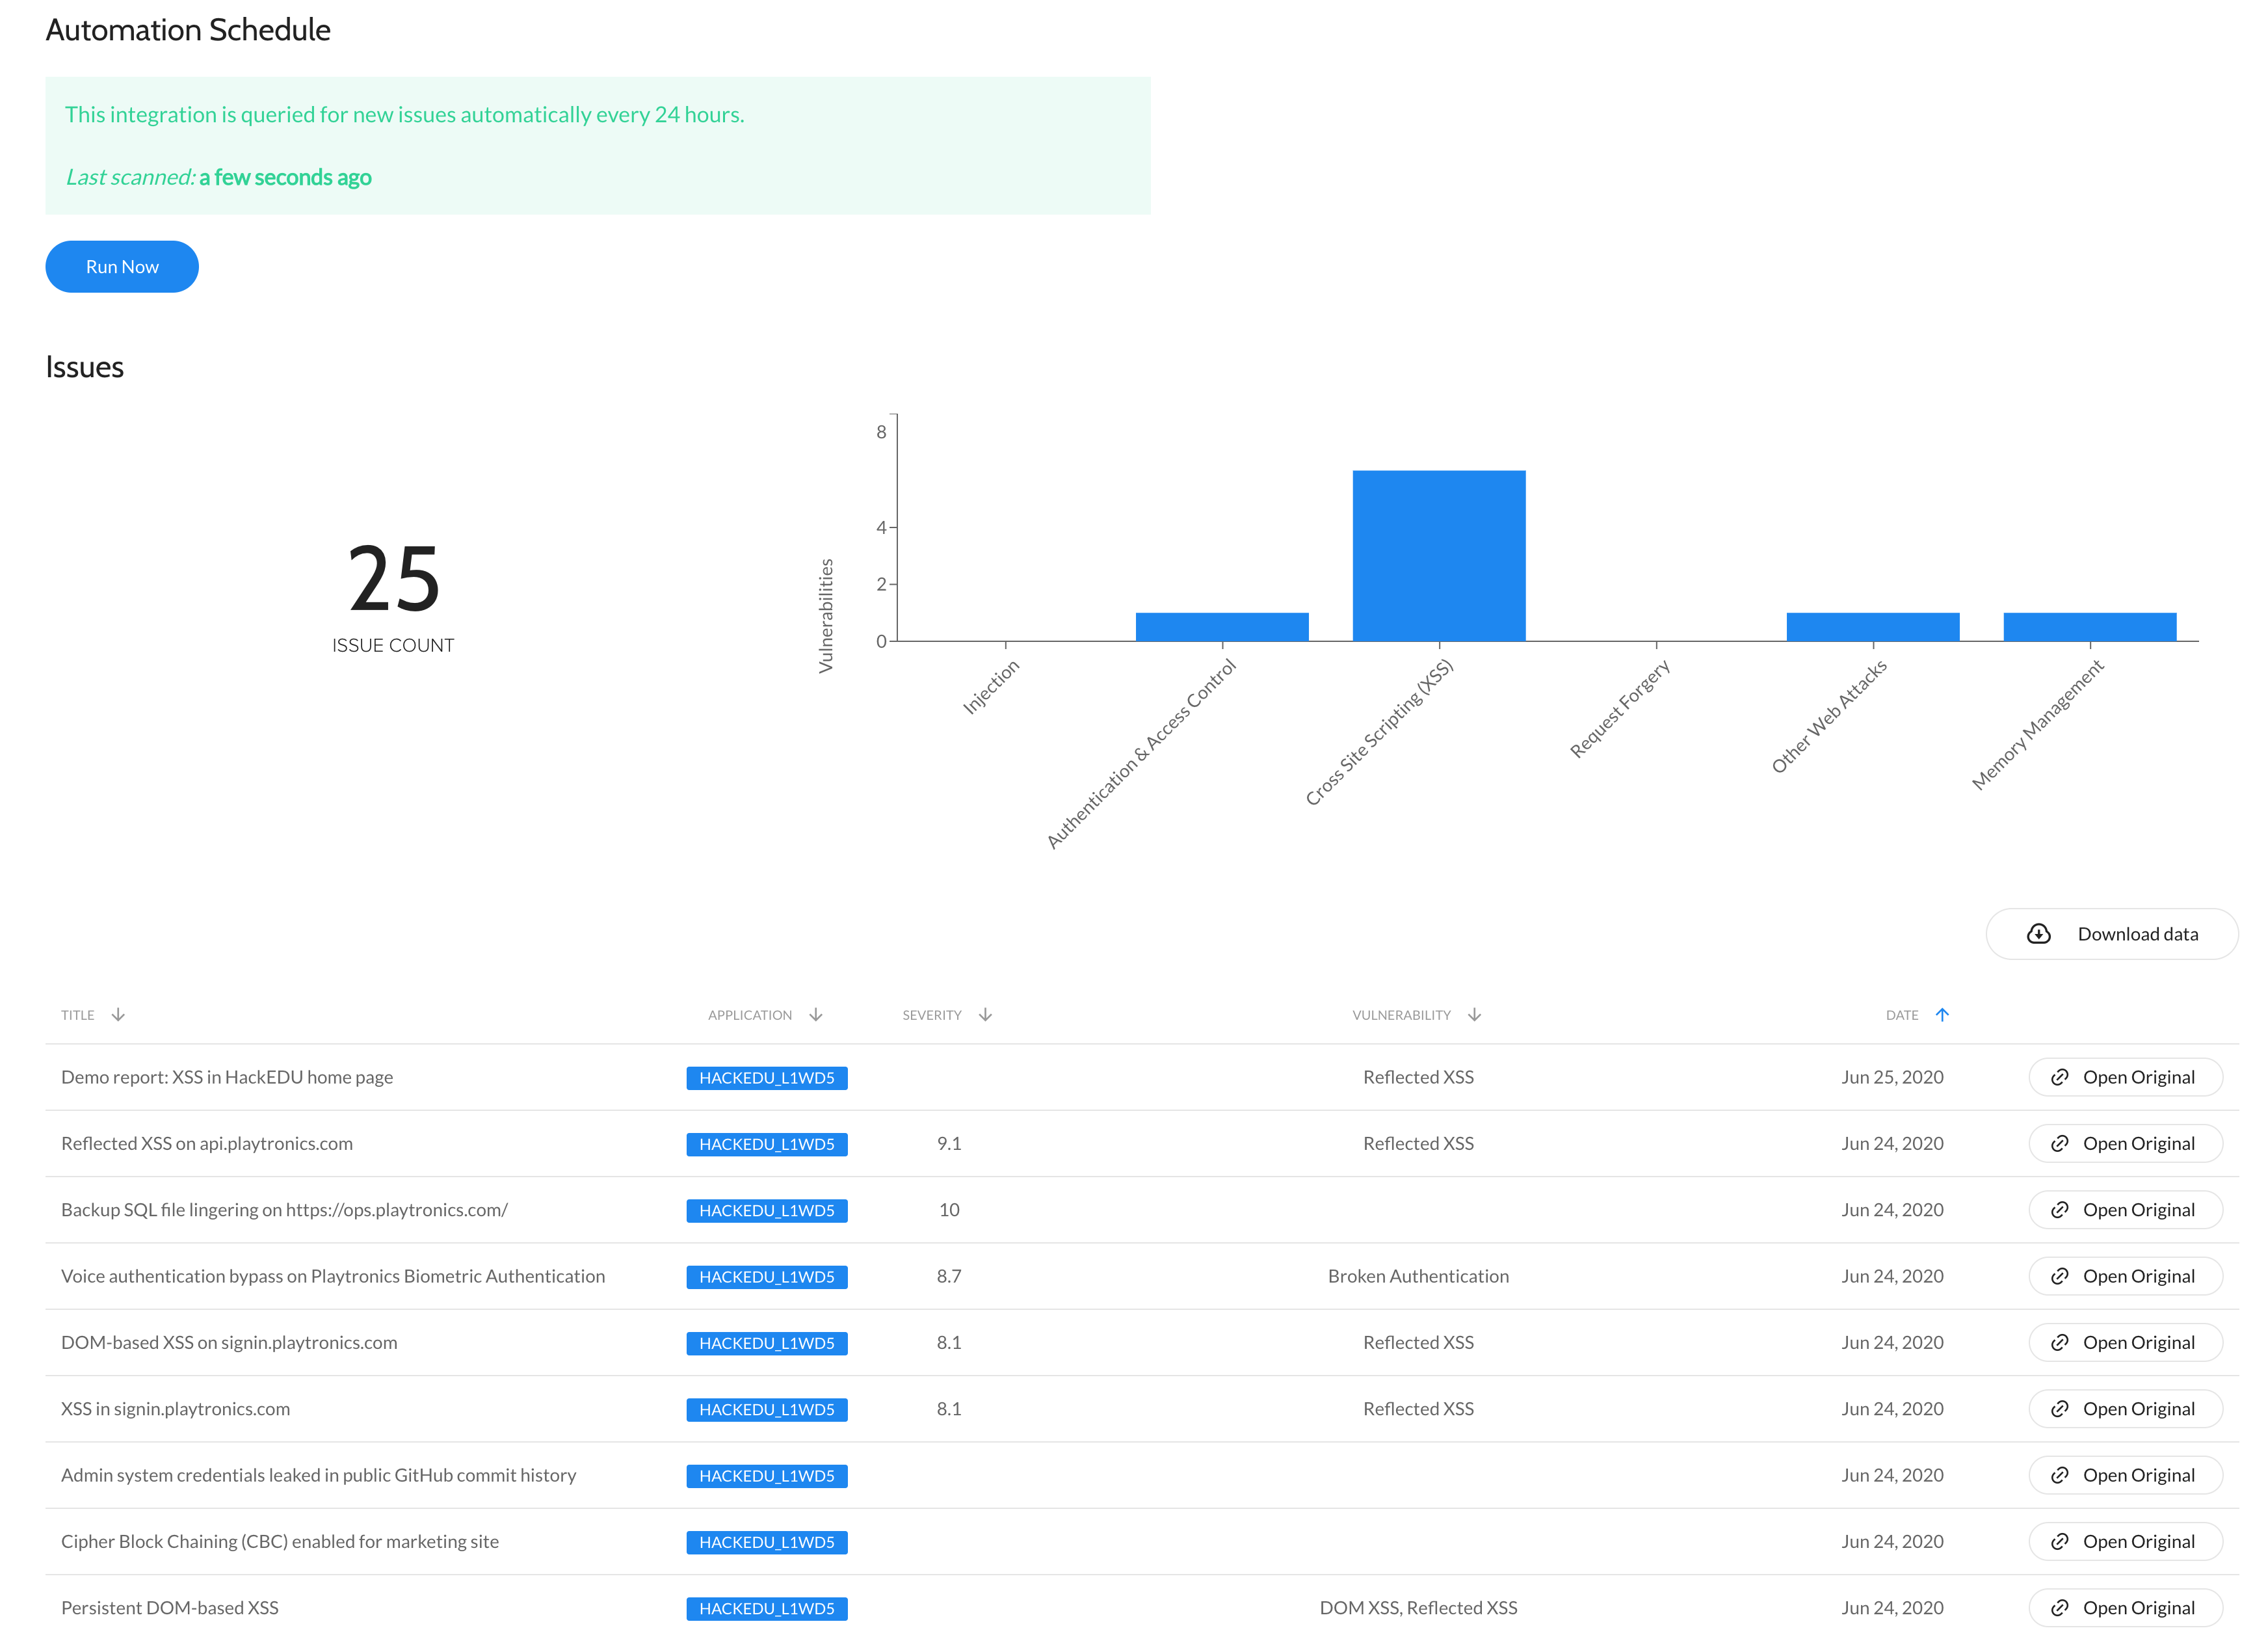 Automation Schedule
This integration is queried for new issues automatically every 24 hours.
Last scanned: a few seconds ago
Run Now
Issues
25
ISSUE COUNT
Vulnerabilities
8
4
2
0
Injection
Authentication & Access Control
Cross Site Scripting (XSS)
Request Forgery
Other Web Attacks
Memory Management
Download data
TITLE APPLICATION SEVERITY VULNERABILITY DATE
Demo report: XSS in HackEDU home page HACKEDU_L1WD5 Reflected XSS Jun 25, 2020 Open Original
Reflected XSS on api.playtronics.com HACKEDU_L1WD5 9.1 Reflected XSS Jun 24, 2020 Open Original
Backup SQL file lingering on https://ops.playtronics.com/ HACKEDU_L1WD5 10 Jun 24, 2020 Open Original
Voice authentication bypass on Playtronics Biometric Authentication HACKEDU_L1WD5 8.7 Broken Authentication Jun 24, 2020 Open Original
DOM-based XSS on signin.playtronics.com HACKEDU_L1WD5 8.1 Reflected XSS Jun 24, 2020 Open Original
XSS in signin.playtronics.com HACKEDU_L1WD5 8.1 Reflected XSS Jun 24, 2020 Open Original
Admin system credentials leaked in public GitHub commit history HACKEDU_L1WD5 Jun 24, 2020 Open Original
Cipher Block Chaining (CBC) enabled for marketing site HACKEDU_L1WD5 Jun 24, 2020 Open Original
Persistent DOM-based XSS HACKEDU_L1WD5 DOM XSS, Reflected XSS Jun 24, 2020 Open Original